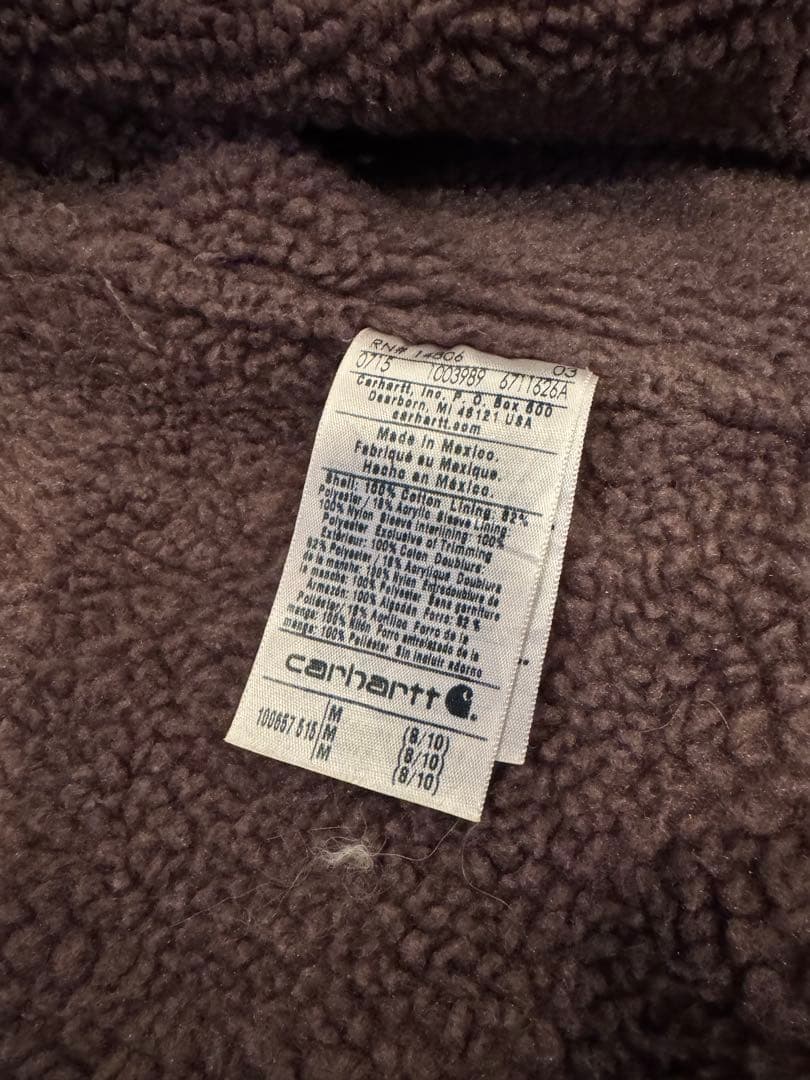 RN# 14806 03
0715 1003989 6711626A
Carhartt, Inc. P.O. Box 600
Dearborn, MI 48121 USA
carhartt.com
Made in Mexico.
Fabriqué au Mexique.
Hecho en México.
Shell: 100% Cotton Lining: 82%
Polyester / 18% Acrylic Sleeve Lining:
100% Nylon Sleeve Interlining: 100%
Polyester Exclusive of Trimming
Extérieur: 100% Coton Doublure:
82% Polyester / 18% Acrylique Doublure
la manche: 100% Nylon Entredoublure de
manche: 100% Polyester Sans garniture
Armazón: 100% Algodón Forro: 82 %
Poliéster / 18% Acrílico Forro de la
manga: 100% Nilón Forro entretelado de la
manga: 100% Poliéster Sin incluir adorno
carhartt
100657 515 M (8/10)
M (8/10)
M (8/10)